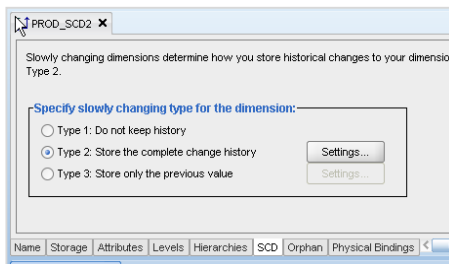 PROD_SCD2
Slowly changing dimensions determine how you store historical changes to your dimensio
Type 2.
Specify slowly changing type for the dimension:
Type 1: Do not keep history
Type 2: Store the complete change history Settings...
Type 3: Store only the previous value Settings...
Name Storage Attributes Levels Hierarchies SCD Orphan Physical Bindings